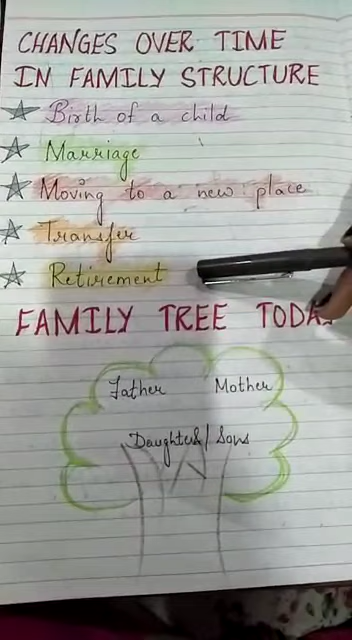 CHANGES OVER TIME
IN FAMILY STRUCTURE
Birth of a child
Marriage
Moving to a new place
Transfer
Retirement
FAMILY TREE TODA
Father Mother
Daughters/Sons